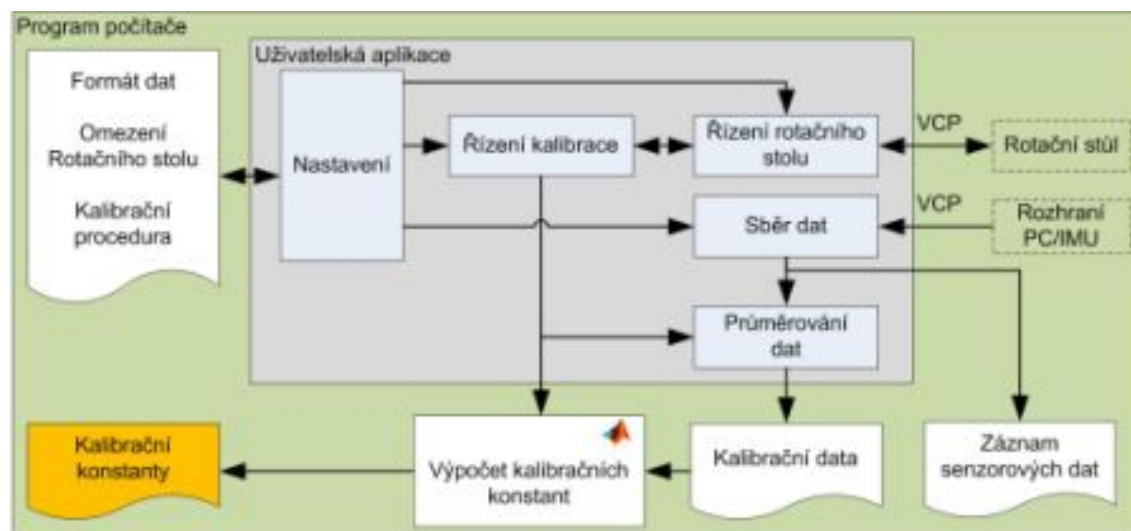 Program počítače
Formát dat
Omezení
Rotačního stolu
Kalibrační
procedura
Uživatelská aplikace
Nastavení
Řízení kalibrace
Řízení rotačního
stolu
VCP
Rotační stůl
Sběr dat
VCP
Rozhraní
PC/IMU
Průměrování
dat
Kalibrační
konstanty
Výpočet kalibračních
konstant
Kalibrační data
Záznam
senzorových dat